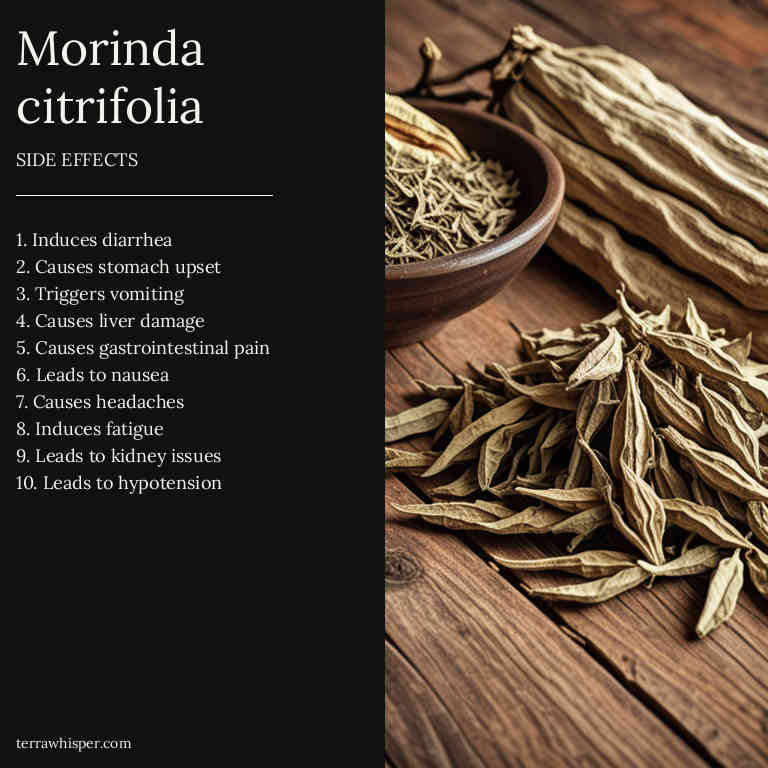 Morinda
citrifolia
SIDE EFFECTS
1. Induces diarrhea
2. Causes stomach upset
3. Triggers vomiting
4. Causes liver damage
5. Causes gastrointestinal pain
6. Leads to nausea
7. Causes headaches
8. Induces fatigue
9. Leads to kidney issues
10. Leads to hypotension
terrawhisper.com